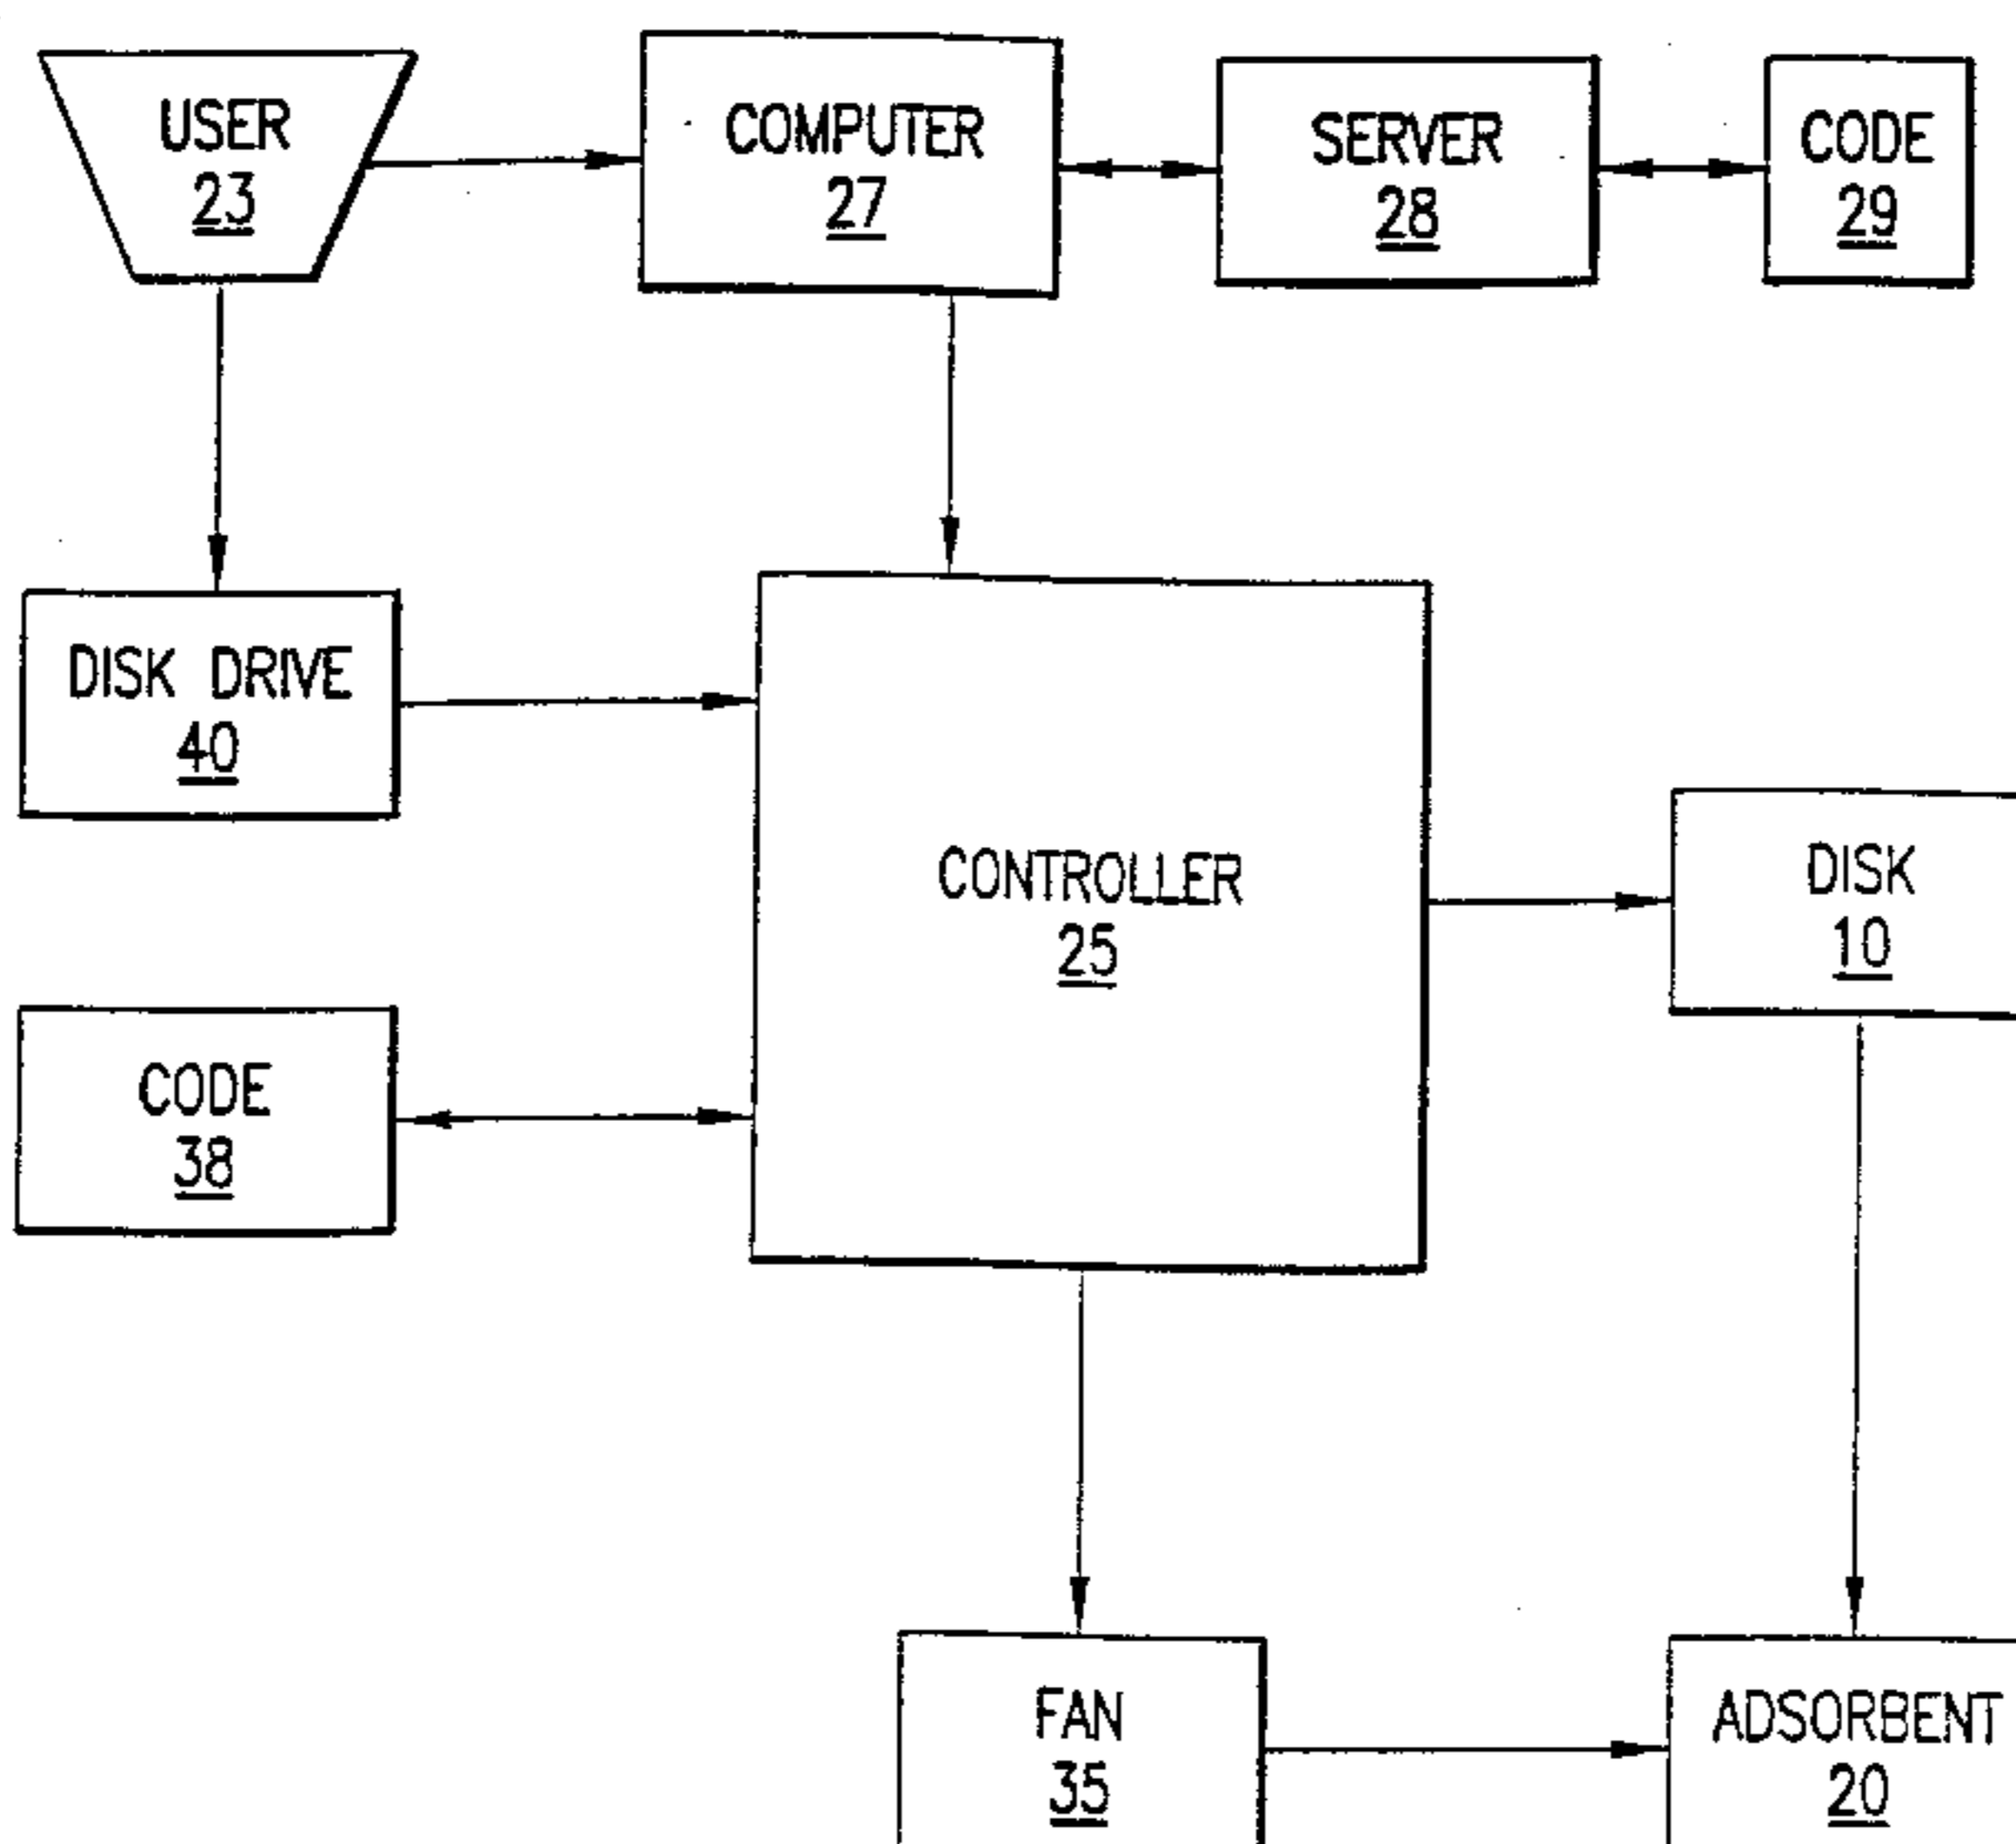 USER
23
COMPUTER
27
SERVER
28
CODE
29
DISK DRIVE
40
CONTROLLER
25
DISK
10
CODE
38
FAN
35
ADSORBENT
20